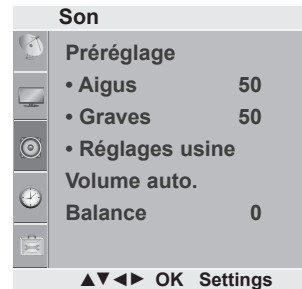 Son
Préréglage
• Aigus 50
• Graves 50
• Réglages usine
Volume auto.
Balance 0
▲▼◄► OK Settings